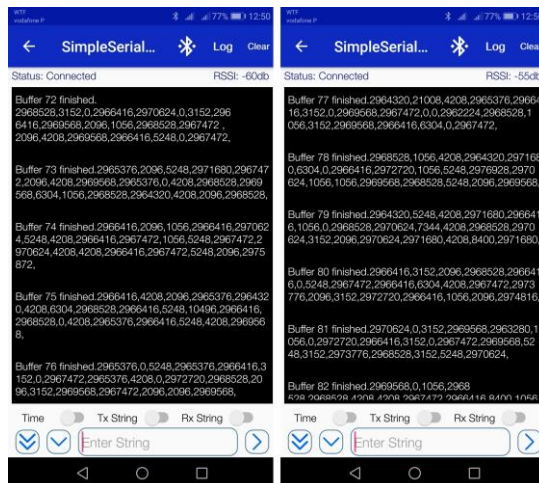 WTF
vodafone P
77% 12:50
SimpleSerial... Log Clear
Status: Connected RSSI: -60db
Buffer 72 finished.
2968528,3152,0,2966416,2970624,0,3152,296
6416,2969568,2096,1056,2968528,2967472 ,
2096,4208,2969568,2966416,5248,0,2967472,
Buffer 73 finished.2965376,2096,5248,2971680,296747
2,2096,4208,2969568,2965376,0,4208,2968528,2969
568,6304,1056,2968528,2964320,4208,2096,2968528,
Buffer 74 finished.2966416,2096,1056,2966416,297062
4,5248,4208,2966416,2967472,1056,5248,2967472,2
970624,4208,4208,2966416,2967472,5248,2096,2975
872,
Buffer 75 finished.2966416,4208,2096,2965376,296432
0,4208,6304,2968528,2966416,5248,10496,2966416,
2968528,0,4208,2965376,2966416,5248,4208,296956
8,
Buffer 76 finished.2965376,0,5248,2965376,2966416,3
152,0,2967472,2965376,4208,0,2972720,2968528,20
96,3152,2969568,2967472,2096,2096,2969568,
Time Tx String Rx String
Enter String
WTF
vodafone P
77% 12:50
SimpleSerial... Log Clear
Status: Connected RSSI: -55db
Buffer 77 finished.2964320,21008,4208,2965376,29664
16,3152,0,2969568,2967472,0,0,2962224,2968528,1
056,3152,2969568,2966416,6304,0,2967472,
Buffer 78 finished.2968528,1056,4208,2964320,297168
0,6304,0,2966416,2972720,1056,5248,2976928,2970
624,1056,1056,2969568,2968528,5248,2096,2969568,
Buffer 79 finished.2964320,5248,4208,2971680,296641
6,1056,0,2968528,2970624,7344,4208,2968528,2970
624,3152,2096,2970624,2971680,4208,8400,2971680,
Buffer 80 finished.2966416,3152,2096,2968528,296641
6,0,5248,2967472,2966416,6304,4208,2967472,2973
776,2096,3152,2972720,2966416,1056,2096,2974816,
Buffer 81 finished.2970624,0,3152,2969568,2963280,1
056,0,2972720,2966416,3152,0,2967472,2969568,52
48,3152,2973776,2968528,3152,5248,2970624,
Buffer 82 finished.2969568,0,1056,2968
528,2968528,4208,4208,2967472,2966416,8400,1056
Time Tx String Rx String
Enter String